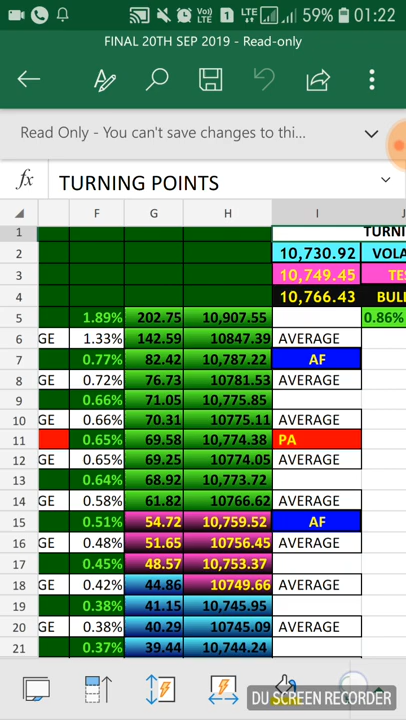 Vo)) LTE 1 LTE 59% 01:22
FINAL 20TH SEP 2019 - Read-only
Read Only - You can't save changes to thi...
fx TURNING POINTS
F G H I J
1 TURNI
2 10,730.92 VOLA
3 10,749.45 TES
4 10,766.43 BULL
5 1.89% 202.75 10,907.55 0.86%
6 GE 1.33% 142.59 10847.39 AVERAGE
7 0.77% 82.42 10,787.22 AF
8 GE 0.72% 76.73 10781.53 AVERAGE
9 0.66% 71.05 10,775.85
10 GE 0.66% 70.31 10775.11 AVERAGE
11 0.65% 69.58 10,774.38 PA
12 GE 0.65% 69.25 10774.05 AVERAGE
13 0.64% 68.92 10,773.72
14 GE 0.58% 61.82 10766.62 AVERAGE
15 0.51% 54.72 10,759.52 AF
16 GE 0.48% 51.65 10756.45 AVERAGE
17 0.45% 48.57 10,753.37
18 GE 0.42% 44.86 10749.66 AVERAGE
19 0.38% 41.15 10,745.95
20 GE 0.38% 40.29 10745.09 AVERAGE
21 0.37% 39.44 10,744.24
DU SCREEN RECORDER